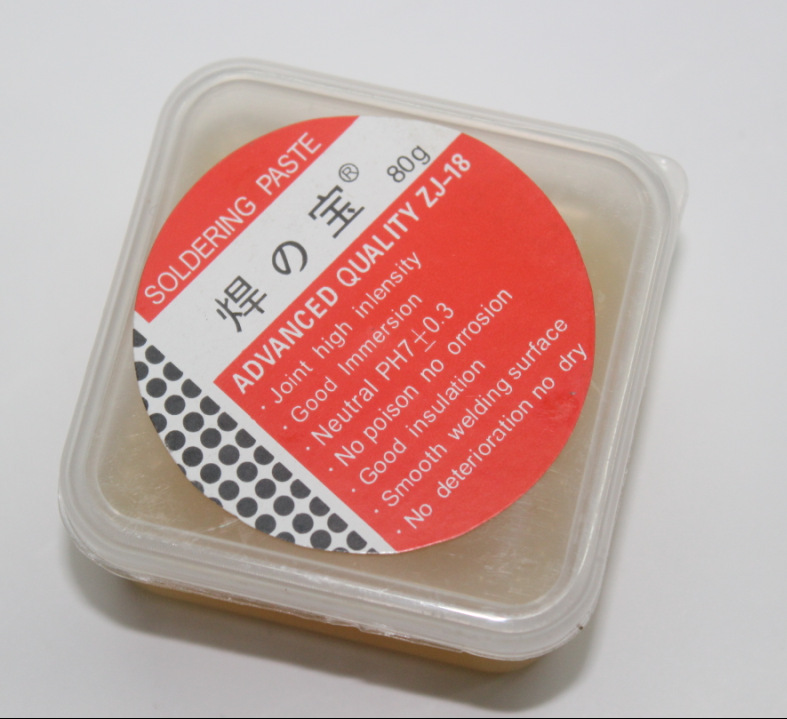 SOLDERING PASTE
焊の宝® 80g
ADVANCED QUALITY ZJ-18
· Joint high inlensity
· Good Immersion
· Neutral PH7±0.3
· No poison no orrosion
· Good insulation
· Smooth welding surface
· No deterioration no dry